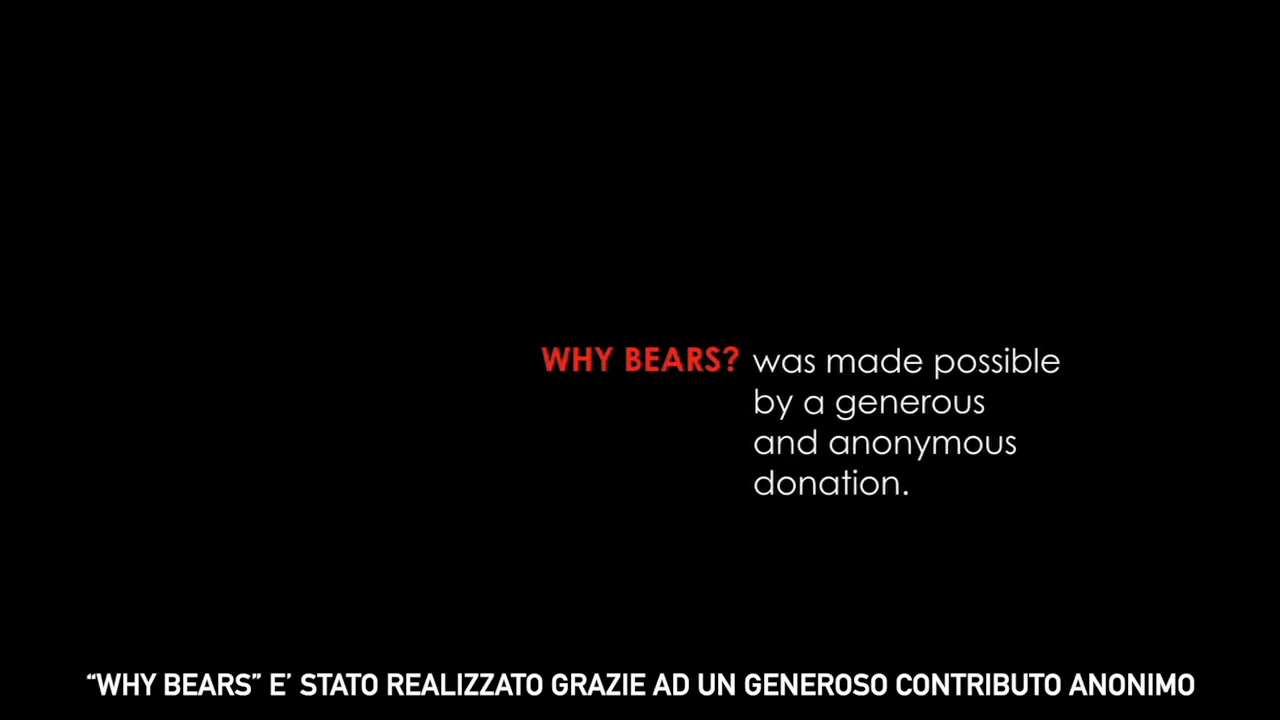 WHY BEARS? was made possible
by a generous
and anonymous
donation.
“WHY BEARS” E’ STATO REALIZZATO GRAZIE AD UN GENEROSO CONTRIBUTO ANONIMO